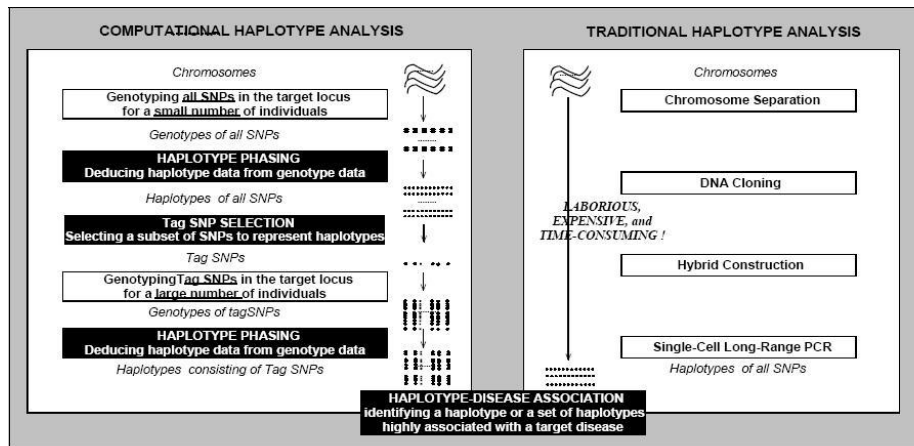 COMPUTATIONAL HAPLOTYPE ANALYSIS
Chromosomes
Genotyping all SNPs in the target locus
for a small number of individuals
Genotypes of all SNPs
HAPLOTYPE PHASING
Deducing haplotype data from genotype data
Haplotypes of all SNPs
Tag SNP SELECTION
Selecting a subset of SNPs to represent haplotypes
Tag SNPs
GenotypingTag SNPs in the target locus
for a large number of individuals
Genotypes of tagSNPs
HAPLOTYPE PHASING
Deducing haplotype data from genotype data
Haplotypes consisting of Tag SNPs
TRADITIONAL HAPLOTYPE ANALYSIS
Chromosomes
Chromosome Separation
DNA Cloning
LABORIOUS,
EXPENSIVE, and
TIME-CONSUMING !
Hybrid Construction
Single-Cell Long-Range PCR
Haplotypes of all SNPs
HAPLOTYPE-DISEASE ASSOCIATION
identifying a haplotype or a set of haplotypes
highly associated with a target disease